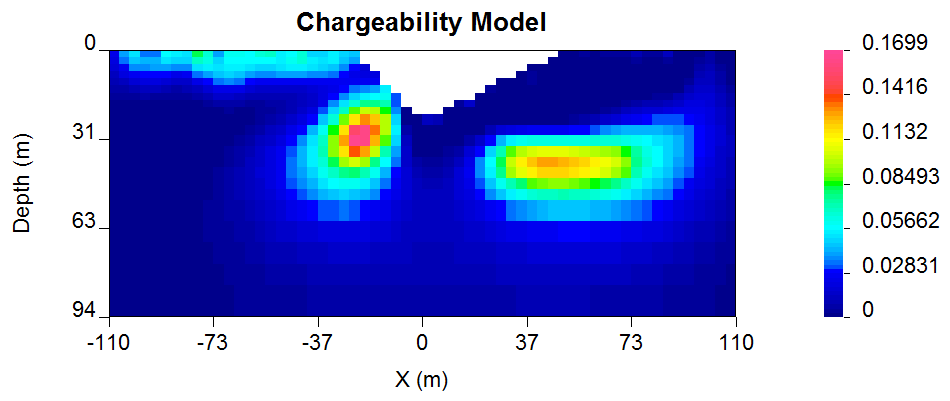 Chargeability Model
0
31
63
94
Depth (m)
-110 -73 -37 0 37 73 110
X (m)
0.1699
0.1416
0.1132
0.08493
0.05662
0.02831
0